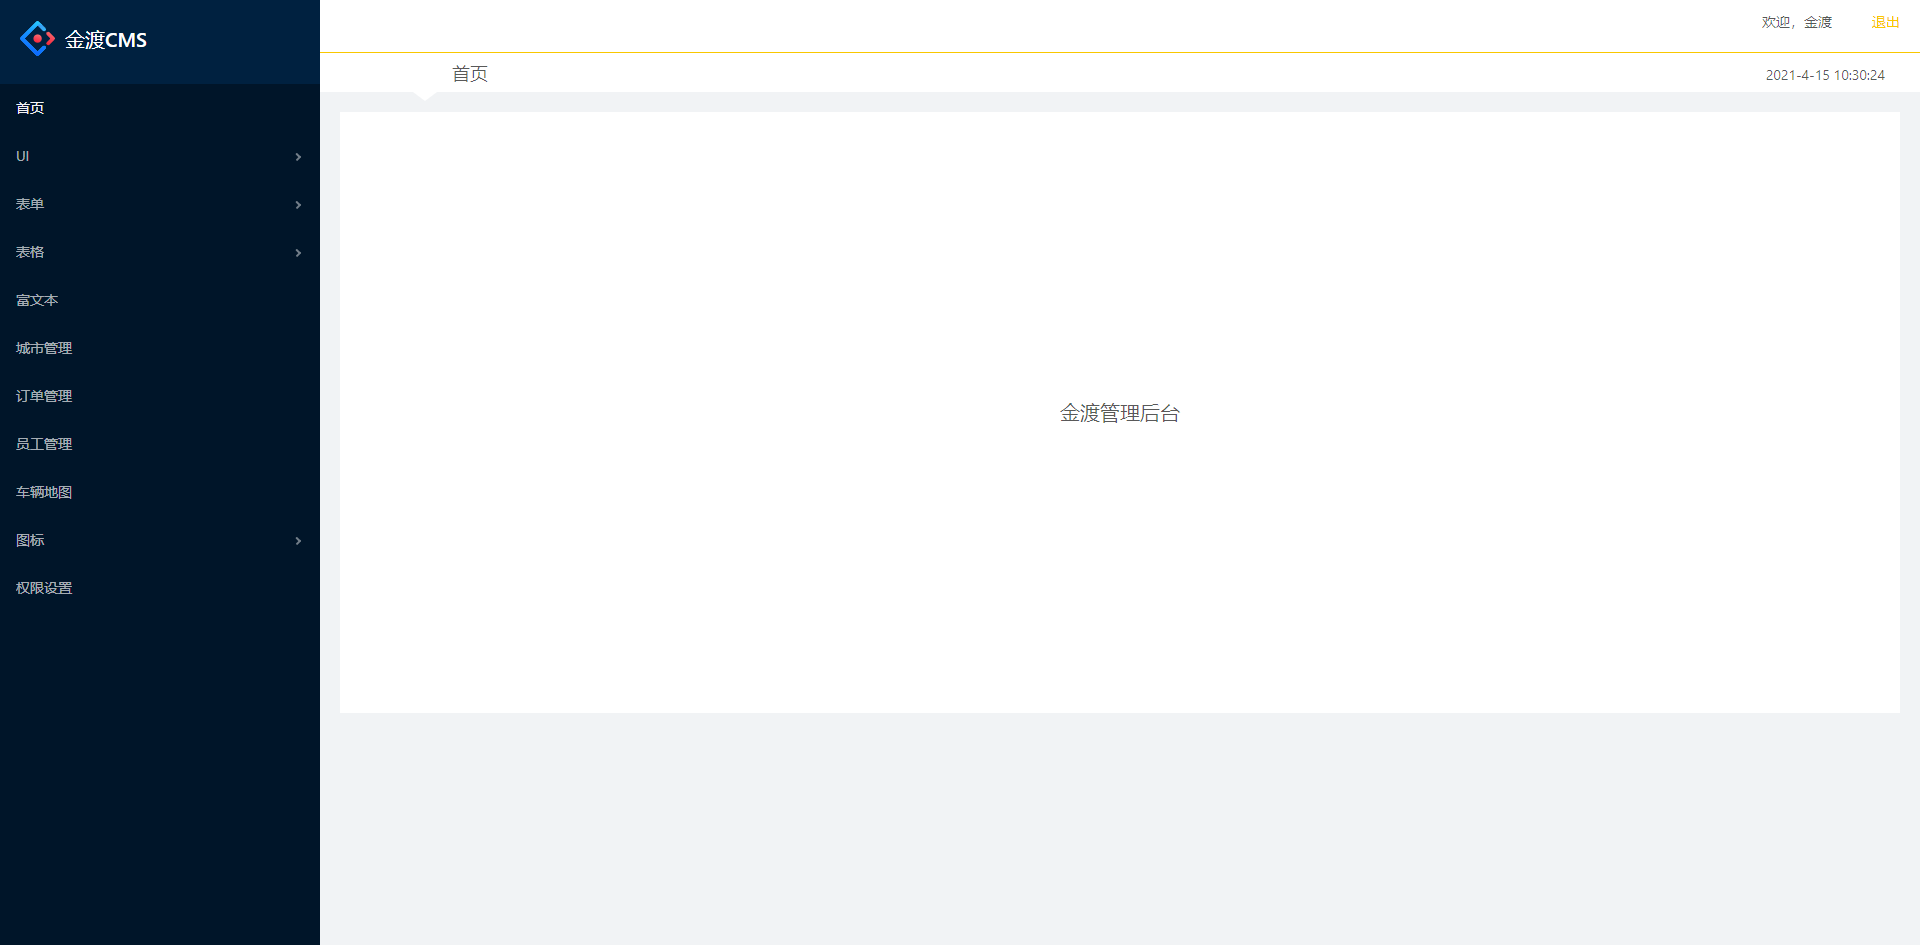 金渡CMS
欢迎，金渡
退出
首页
2021-4-15 10:30:24
首页
UI
表单
表格
富文本
城市管理
订单管理
员工管理
车辆地图
图标
权限设置
金渡管理后台